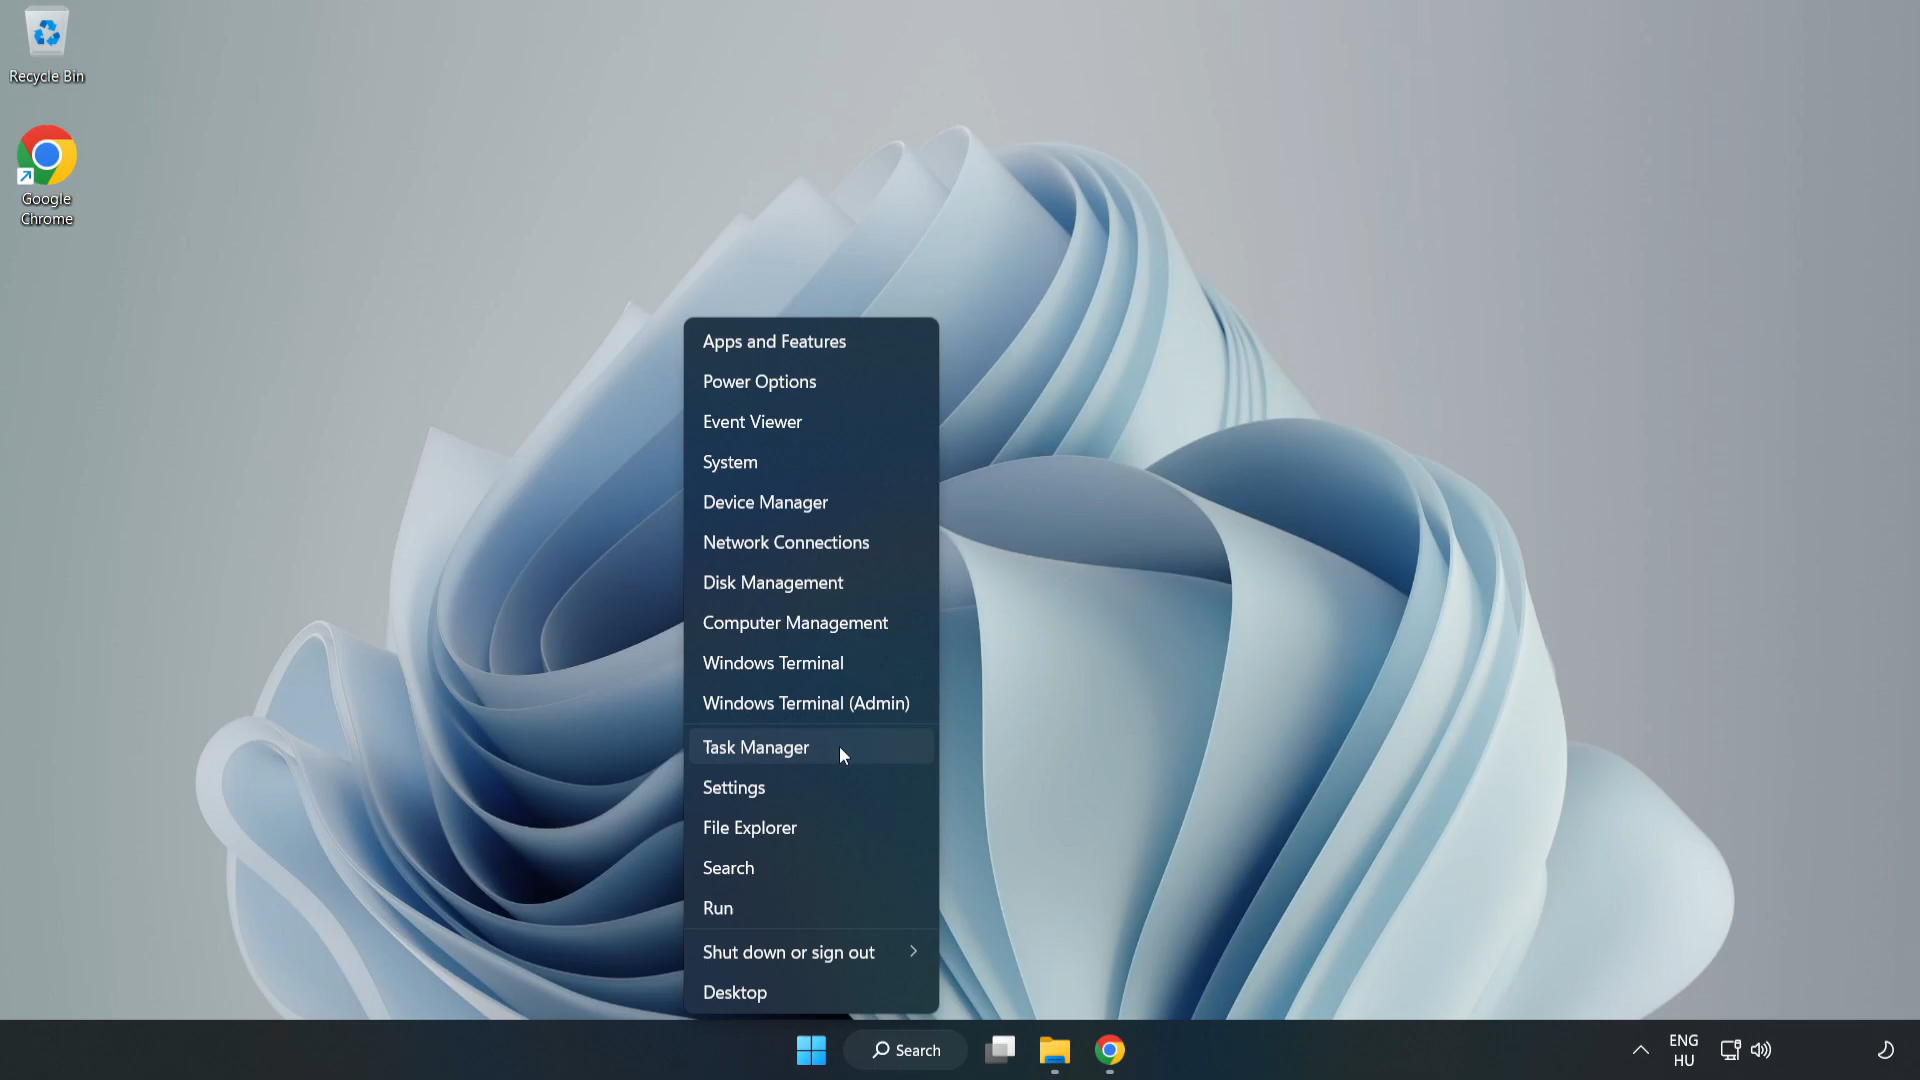 Recycle Bin
Google
Chrome
Apps and Features
Power Options
Event Viewer
System
Device Manager
Network Connections
Disk Management
Computer Management
Windows Terminal
Windows Terminal (Admin)
Task Manager
Settings
File Explorer
Search
Run
Shut down or sign out
Desktop
Search
ENG
HU